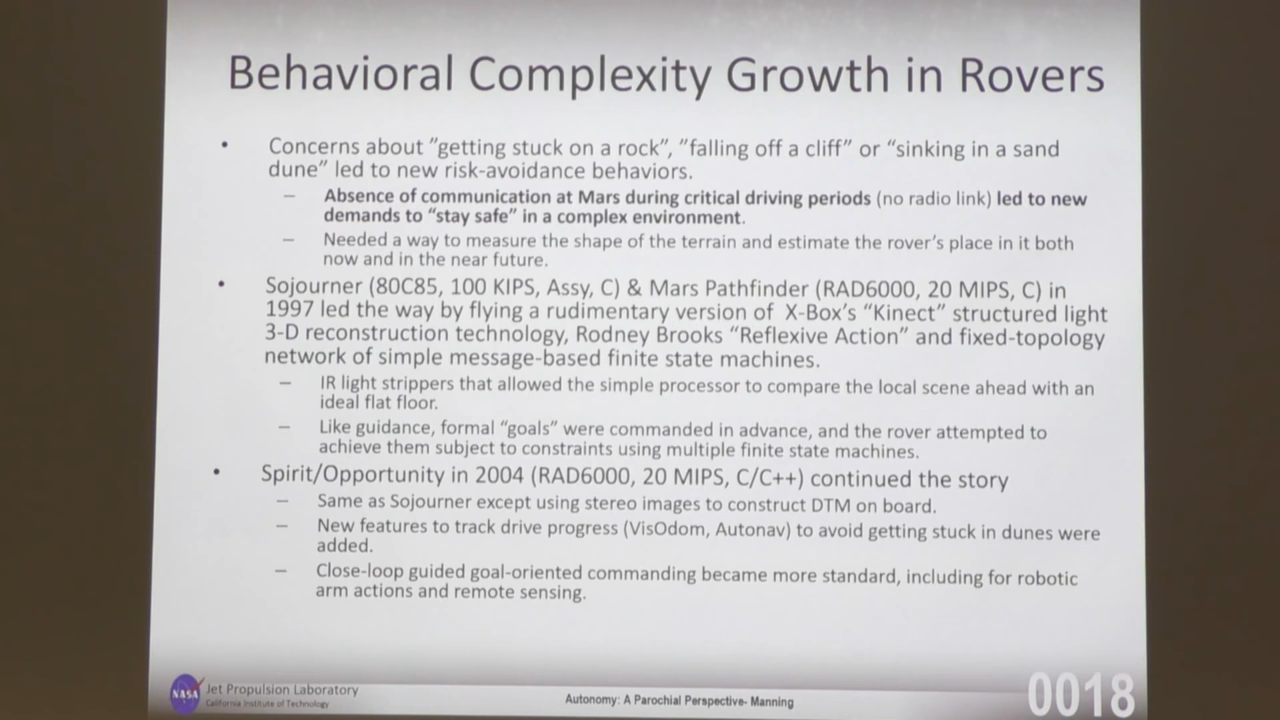 Behavioral Complexity Growth in Rovers
• Concerns about "getting stuck on a rock", "falling off a cliff" or "sinking in a sand
dune" led to new risk-avoidance behaviors.
– Absence of communication at Mars during critical driving periods (no radio link) led to new
demands to "stay safe" in a complex environment.
– Needed a way to measure the shape of the terrain and estimate the rover's place in it both
now and in the near future.
• Sojourner (80C85, 100 KIPS, Assy, C) & Mars Pathfinder (RAD6000, 20 MIPS, C) in
1997 led the way by flying a rudimentary version of X-Box's "Kinect" structured light
3-D reconstruction technology, Rodney Brooks "Reflexive Action" and fixed-topology
network of simple message-based finite state machines.
– IR light strippers that allowed the simple processor to compare the local scene ahead with an
ideal flat floor.
– Like guidance, formal "goals" were commanded in advance, and the rover attempted to
achieve them subject to constraints using multiple finite state machines.
• Spirit/Opportunity in 2004 (RAD6000, 20 MIPS, C/C++) continued the story
– Same as Sojourner except using stereo images to construct DTM on board.
– New features to track drive progress (VisOdom, Autonav) to avoid getting stuck in dunes were
added.
– Close-loop guided goal-oriented commanding became more standard, including for robotic
arm actions and remote sensing.
NASA Jet Propulsion Laboratory
California Institute of Technology
Autonomy: A Parochial Perspective- Manning
0018